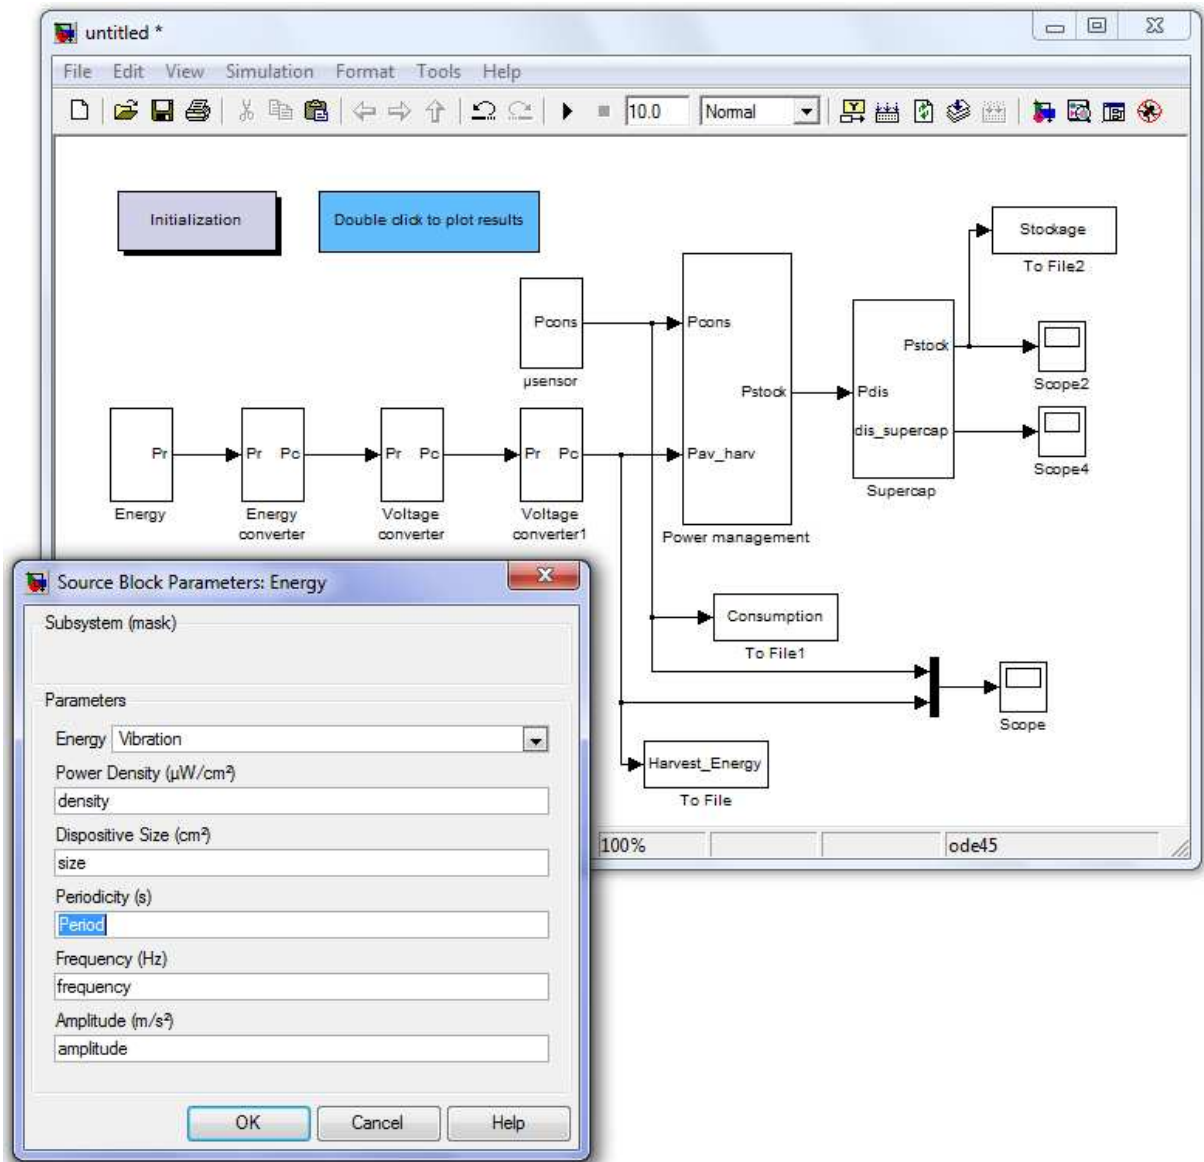 untitled *
File Edit View Simulation Format Tools Help
10.0 Normal
Initialization
Double click to plot results
Stockage
To File2
Pcons
µsensor
Pcons
Pstock
Pav_harv
Power management
Pstock
Pdis
dis_supercap
Supercap
Scope2
Scope4
Pr
Energy
Pr Pc
Energy
converter
Pr Pc
Voltage
converter
Pr Pc
Voltage
converter1
Consumption
To File1
Scope
Harvest_Energy
To File
100% ode45
Source Block Parameters: Energy
Subsystem (mask)
Parameters
Energy Vibration
Power Density (µW/cm²)
density
Dispositive Size (cm²)
size
Periodicity (s)
Period
Frequency (Hz)
frequency
Amplitude (m/s²)
amplitude
OK Cancel Help